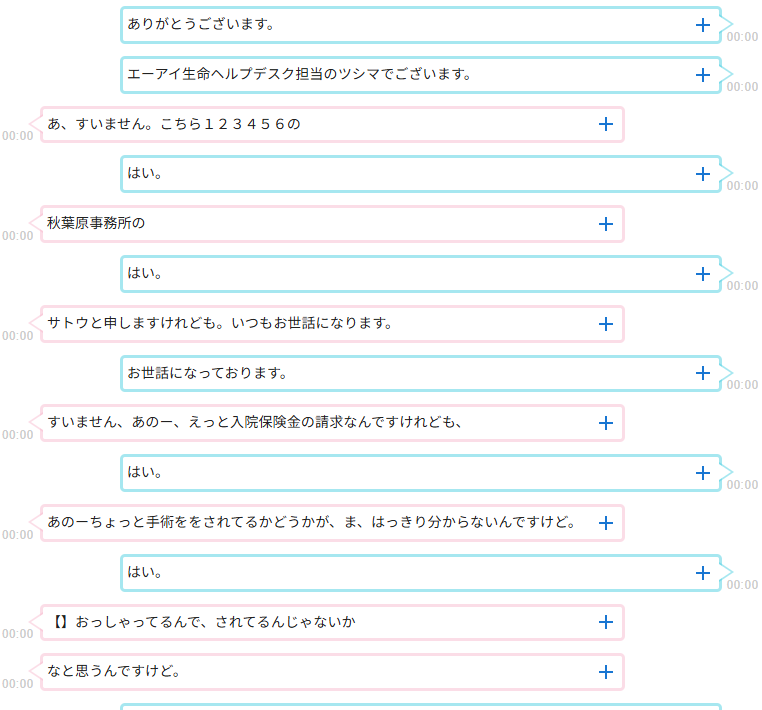 ありがとうございます。
00:00
エーアイ生命ヘルプデスク担当のツシマでございます。
00:00
あ、すいません。こちら１２３４５６の
00:00
はい。
00:00
秋葉原事務所の
00:00
はい。
00:00
サトウと申しますけれども。いつもお世話になります。
00:00
お世話になっております。
00:00
すいません、あのー、えっと入院保険金の請求なんですけれども、
00:00
はい。
00:00
あのーちょっと手術ををされてるかどうかが、ま、はっきり分からないんですけど。
00:00
はい。
00:00
【】おっしゃってるんで、されてるんじゃないか
00:00
なと思うんですけど。
00:00